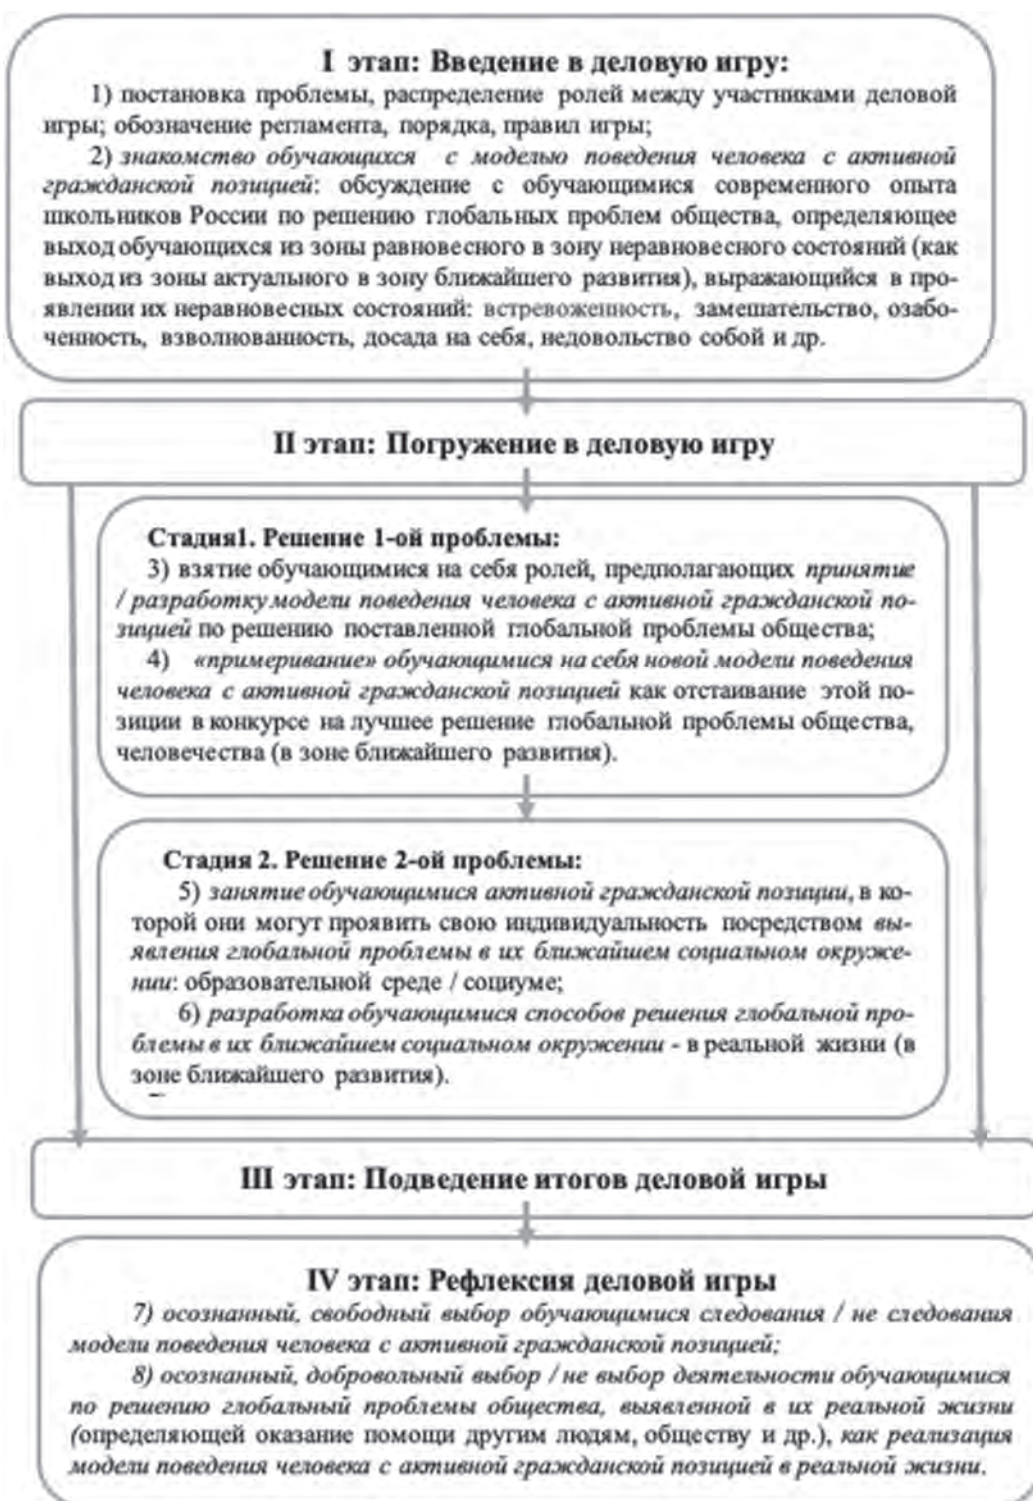 I этап: Введение в деловую игру:
1) постановка проблемы, распределение ролей между участниками деловой
игры; обозначение регламента, порядка, правил игры;
2) знакомство обучающихся с моделью поведения человека с активной
гражданской позицией: обсуждение с обучающимися современного опыта
школьников России по решению глобальных проблем общества, определяющее
выход обучающихся из зоны равновесного в зону неравновесного состояний (как
выход из зоны актуального в зону ближайшего развития), выражающийся в про-
явлении их неравновесных состояний: встревоженность, замешательство, озабо-
ченность, взволнованность, досада на себя, недовольство собой и др.
II этап: Погружение в деловую игру
Стадия1. Решение 1-ой проблемы:
3) взятие обучающимися на себя ролей, предполагающих принятие
/ разработку модели поведения человека с активной гражданской по-
зицией по решению поставленной глобальной проблемы общества;
4) «примеривание» обучающимися на себя новой модели поведения
человека с активной гражданской позицией как отстаивание этой по-
зиции в конкурсе на лучшее решение глобальной проблемы общества,
человечества (в зоне ближайшего развития).
Стадия 2. Решение 2-ой проблемы:
5) занятие обучающимися активной гражданской позиции, в ко-
торой они могут проявить свою индивидуальность посредством вы-
явления глобальной проблемы в их ближайшем социальном окруже-
нии: образовательной среде / социуме;
6) разработка обучающимися способов решения глобальной про-
блемы в их ближайшем социальном окружении - в реальной жизни (в
зоне ближайшего развития).
III этап: Подведение итогов деловой игры
IV этап: Рефлексия деловой игры
7) осознанный, свободный выбор обучающимися следования / не следования
модели поведения человека с активной гражданской позицией;
8) осознанный, добровольный выбор / не выбор деятельности обучающимися
по решению глобальный проблемы общества, выявленной в их реальной жизни
(определяющей оказание помощи другим людям, обществу и др.), как реализация
модели поведения человека с активной гражданской позицией в реальной жизни.